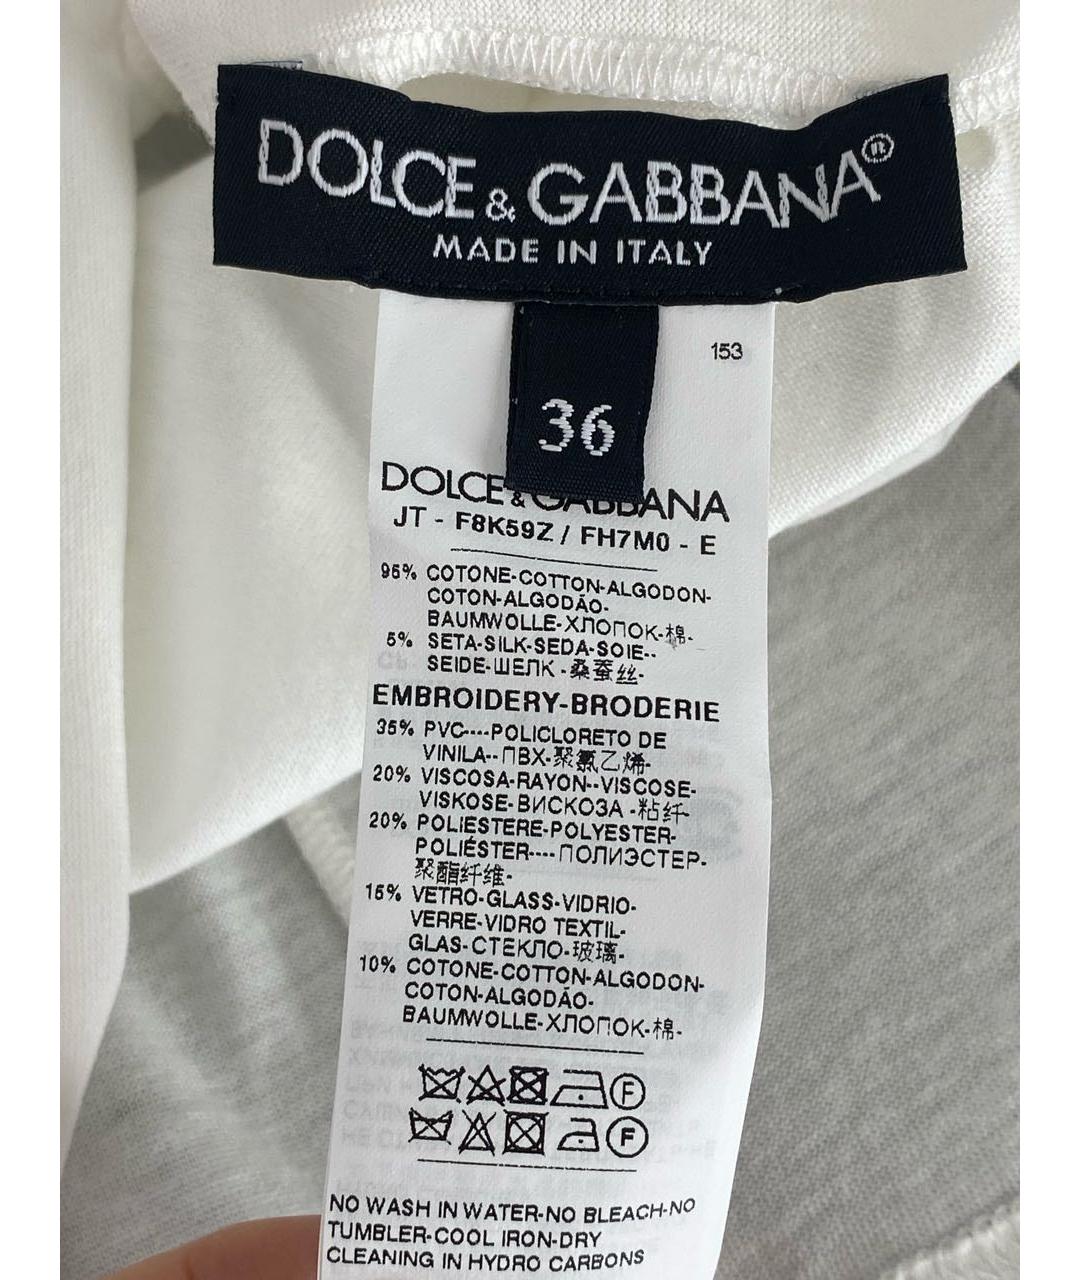 DOLCE & GABBANA®
MADE IN ITALY
153
36
DOLCE & GABBANA
JT - F8K59Z / FH7M0 - E
95% COTONE-COTTON-ALGODON-
COTON-ALGODÃO-
BAUMWOLLE-ХЛОПОК-棉-
5% SETA-SILK-SEDA-SOIE--
SEIDE-ШЕЛК -桑蚕丝-
EMBROIDERY-BRODERIE
35% PVC----POLICLORETO DE
VINILA--ПВХ-聚氯乙烯-
20% VISCOSA-RAYON--VISCOSE-
VISKOSE-ВИСКОЗА -粘纤-
20% POLIESTERE-POLYESTER-
POLIÉSTER----ПОЛИЭСТЕР-
聚酯纤维-
15% VETRO-GLASS-VIDRIO-
VERRE-VIDRO TEXTIL-
GLAS-СТЕКЛО-玻璃-
10% COTONE-COTTON-ALGODON-
COTON-ALGODÃO-
BAUMWOLLE-ХЛОПОК-棉-
F
F
NO WASH IN WATER-NO BLEACH-NO
TUMBLER-COOL IRON-DRY
CLEANING IN HYDRO CARBONS